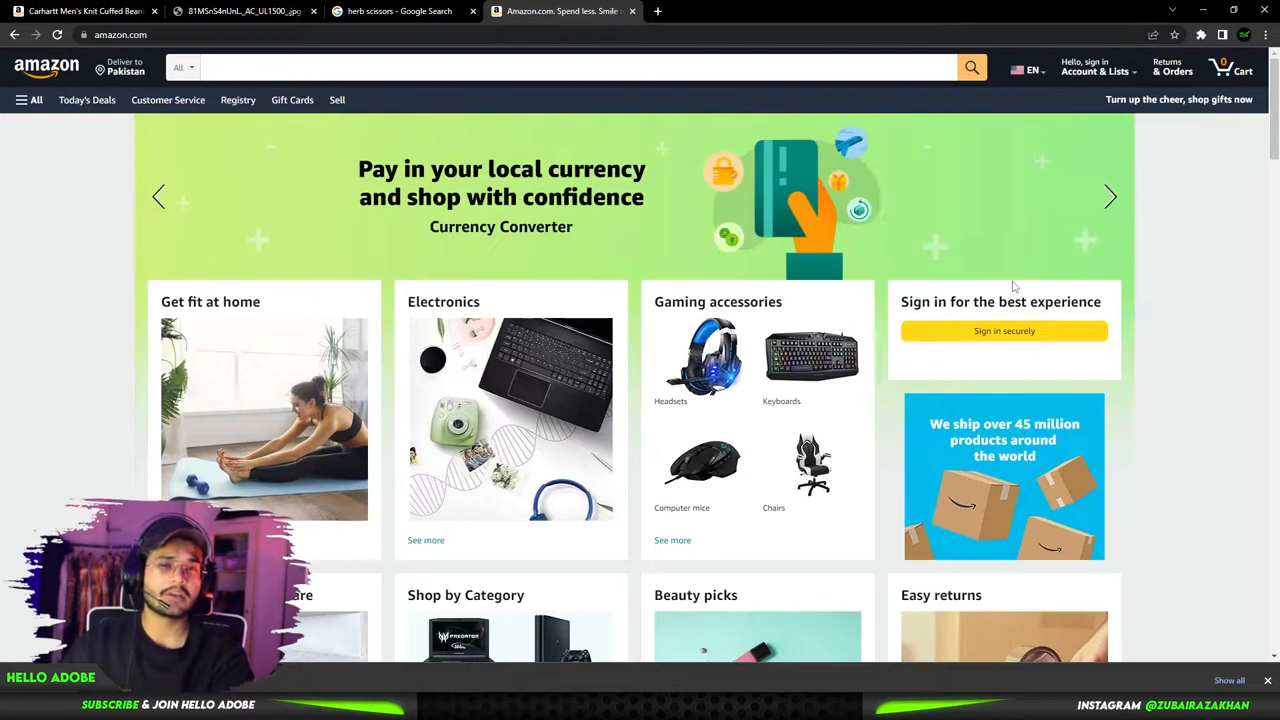 Carhartt Men's Knit Cuffed Beani
81MSnS4nUnL_AC_UL1500_.jpg
herb scissors - Google Search
Amazon.com. Spend less. Smile m
amazon.com
amazon
Deliver to
Pakistan
All
EN
Hello, sign in
Account & Lists
Returns
& Orders
0
Cart
All
Today's Deals
Customer Service
Registry
Gift Cards
Sell
Turn up the cheer, shop gifts now
Pay in your local currency
and shop with confidence
Currency Converter
Get fit at home
Electronics
See more
Gaming accessories
Headsets
Keyboards
Computer mice
Chairs
See more
Sign in for the best experience
Sign in securely
We ship over 45 million
products around
the world
are
Shop by Category
PREDATOR
Beauty picks
Easy returns
Show all
HELLO ADOBE
SUBSCRIBE & JOIN HELLO ADOBE
INSTAGRAM @ZUBAIRAZAKHAN